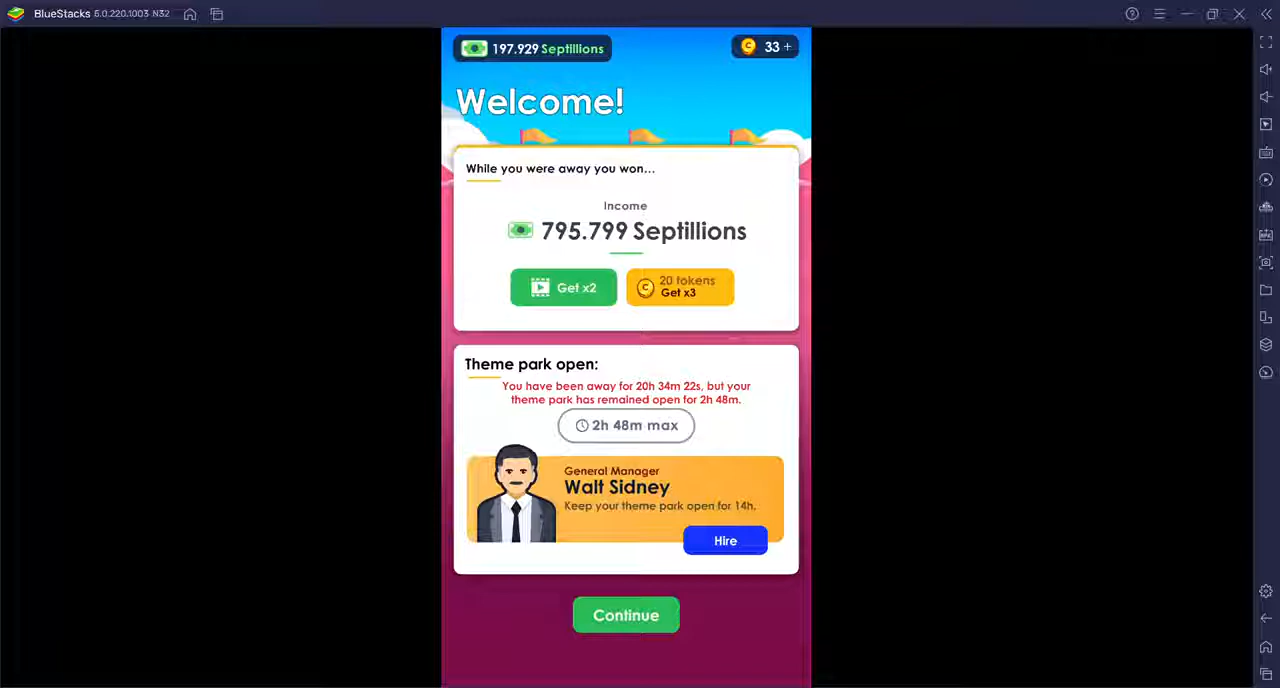 BlueStacks 5.0.220.1003 N32
197.929 Septillions
33 +
Welcome!
While you were away you won...
Income
795.799 Septillions
Get x2
20 tokens
Get x3
Theme park open:
You have been away for 20h 34m 22s, but your
theme park has remained open for 2h 48m.
2h 48m max
General Manager
Walt Sidney
Keep your theme park open for 14h.
Hire
Continue